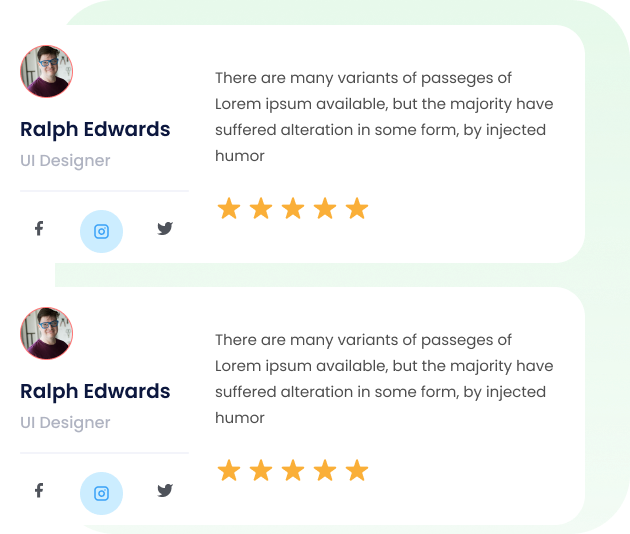 Ralph Edwards
UI Designer
There are many variants of passeges of
Lorem ipsum available, but the majority have
suffered alteration in some form, by injected
humor
Ralph Edwards
UI Designer
There are many variants of passeges of
Lorem ipsum available, but the majority have
suffered alteration in some form, by injected
humor